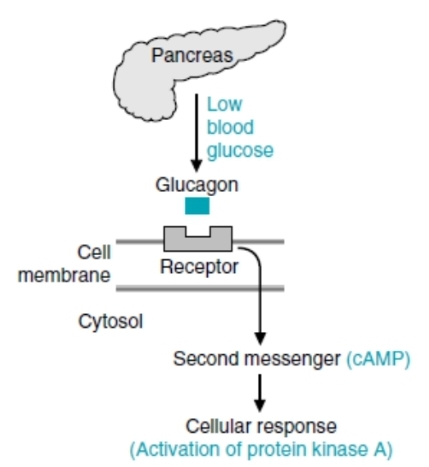 Pancreas
Low
blood
glucose
Glucagon
Cell
membrane
Receptor
Cytosol
Second messenger (cAMP)
Cellular response
(Activation of protein kinase A)